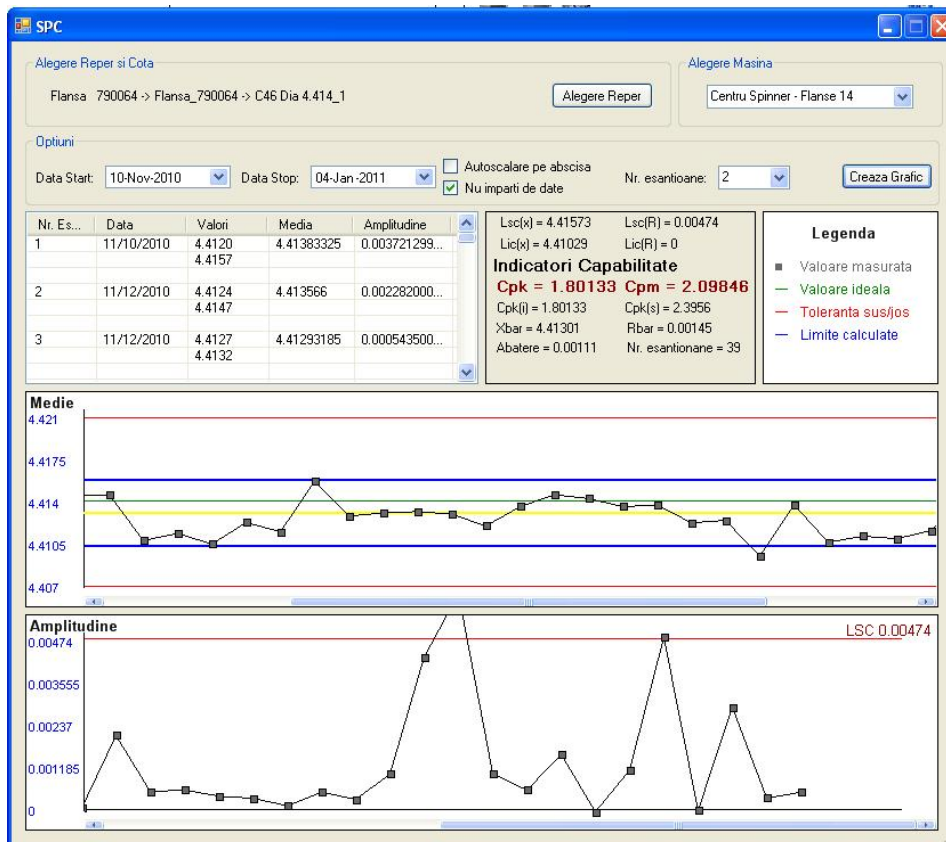 SPC
Alegere Reper si Cota
Alegere Masina
Flansa 790064 -> Flansa_790064 -> C46 Dia 4.414_1
Alegere Reper
Centru Spinner - Flanse 14
Optiuni
Data Start: 10-Nov-2010 Data Stop: 04-Jan-2011
Autoscalare pe abscisa
Nu imparti de date
Nr. esantioane: 2
Creaza Grafic
Nr. Es... Data Valori Media Amplitudine
1 11/10/2010 4.4120 4.41383325 0.003721299...
4.4157
2 11/12/2010 4.4124 4.413566 0.002282000...
4.4147
3 11/12/2010 4.4127 4.41293185 0.000543500...
4.4132
Lsc(x) = 4.41573 Lsc(R) = 0.00474
Lic(x) = 4.41029 Lic(R) = 0
Indicatori Capabilitate
Cpk = 1.80133 Cpm = 2.09846
Cpk(i) = 1.80133 Cpk(s) = 2.3956
Xbar = 4.41301 Rbar = 0.00145
Abatere = 0.00111 Nr. esantionane = 39
Legenda
Valoare masurata
Valoare ideala
Toleranta sus/jos
Limite calculate
Medie
4.421
4.4175
4.414
4.4105
4.407
Amplitudine
LSC 0.00474
0.00474
0.003555
0.00237
0.001185
0